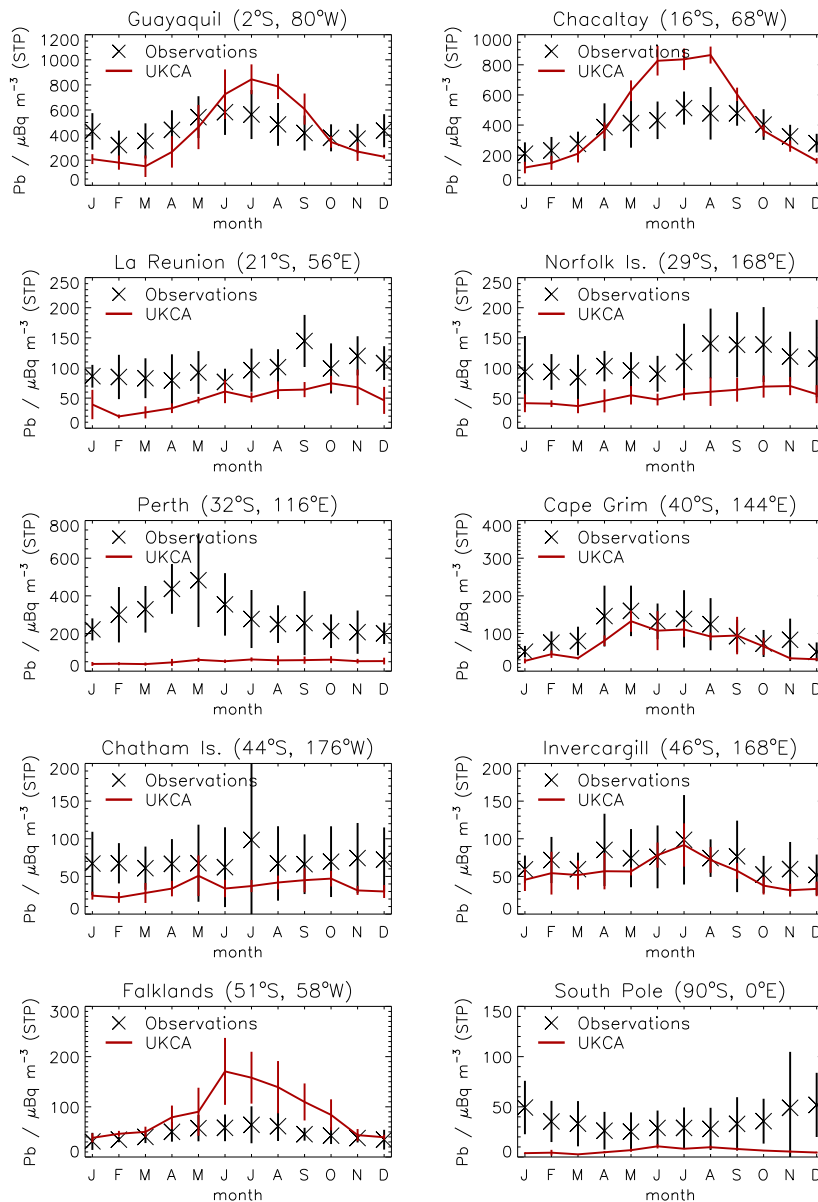 Guayaquil (2°S, 80°W)
1200
1000
800
600
400
200
0
Pb / μBq m⁻³ (STP)
Observations
UKCA
J F M A M J J A S O N D
month
Chacaltay (16°S, 68°W)
1000
800
600
400
200
0
Pb / μBq m⁻³ (STP)
Observations
UKCA
J F M A M J J A S O N D
month
La Reunion (21°S, 56°E)
250
200
150
100
50
0
Pb / μBq m⁻³ (STP)
Observations
UKCA
J F M A M J J A S O N D
month
Norfolk Is. (29°S, 168°E)
250
200
150
100
50
0
Pb / μBq m⁻³ (STP)
Observations
UKCA
J F M A M J J A S O N D
month
Perth (32°S, 116°E)
800
600
400
200
0
Pb / μBq m⁻³ (STP)
Observations
UKCA
J F M A M J J A S O N D
month
Cape Grim (40°S, 144°E)
400
300
200
100
0
Pb / μBq m⁻³ (STP)
Observations
UKCA
J F M A M J J A S O N D
month
Chatham Is. (44°S, 176°W)
200
150
100
50
0
Pb / μBq m⁻³ (STP)
Observations
UKCA
J F M A M J J A S O N D
month
Invercargill (46°S, 168°E)
200
150
100
50
0
Pb / μBq m⁻³ (STP)
Observations
UKCA
J F M A M J J A S O N D
month
Falklands (51°S, 58°W)
300
200
100
0
Pb / μBq m⁻³ (STP)
Observations
UKCA
J F M A M J J A S O N D
month
South Pole (90°S, 0°E)
150
100
50
0
Pb / μBq m⁻³ (STP)
Observations
UKCA
J F M A M J J A S O N D
month